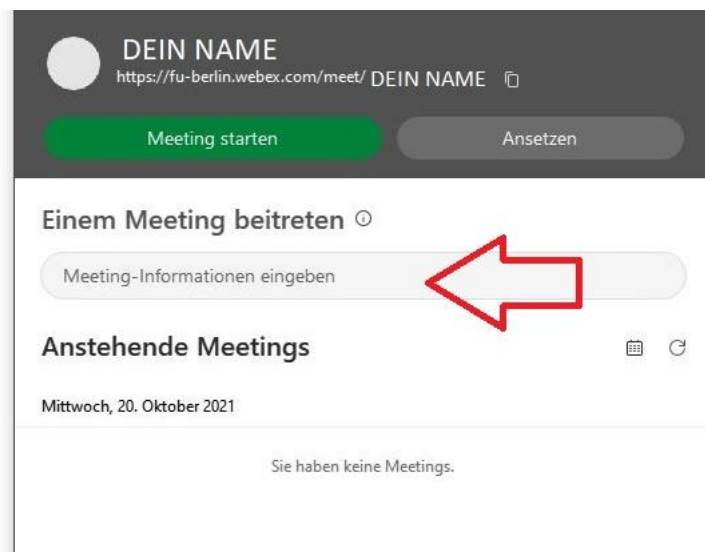 DEIN NAME
https://fu-berlin.webex.com/meet/ DEIN NAME
Meeting starten
Ansetzen
Einem Meeting beitreten
Meeting-Informationen eingeben
Anstehende Meetings
Mittwoch, 20. Oktober 2021
Sie haben keine Meetings.